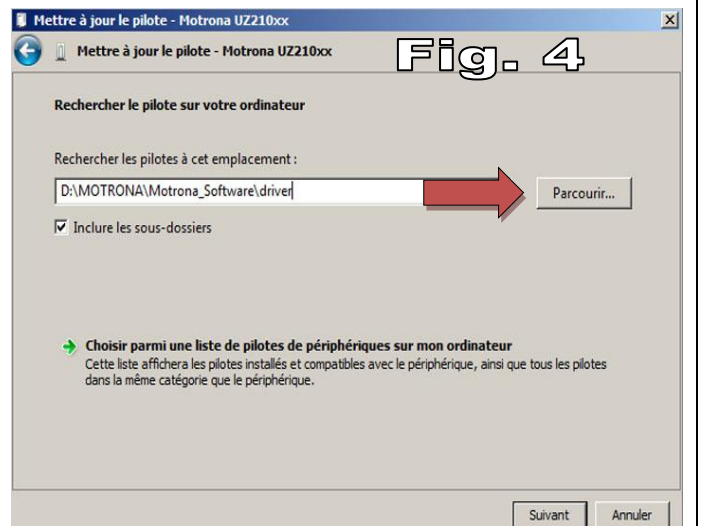 Mettre à jour le pilote - Motrona UZ210xx
Mettre à jour le pilote - Motrona UZ210xx
Fig. 4
Rechercher le pilote sur votre ordinateur
Rechercher les pilotes à cet emplacement :
D:\MOTRONA\Motrona_Software\driver
Parcourir...
Inclure les sous-dossiers
Choisir parmi une liste de pilotes de périphériques sur mon ordinateur
Cette liste affichera les pilotes installés et compatibles avec le périphérique, ainsi que tous les pilotes
dans la même catégorie que le périphérique.
Suivant
Annuler